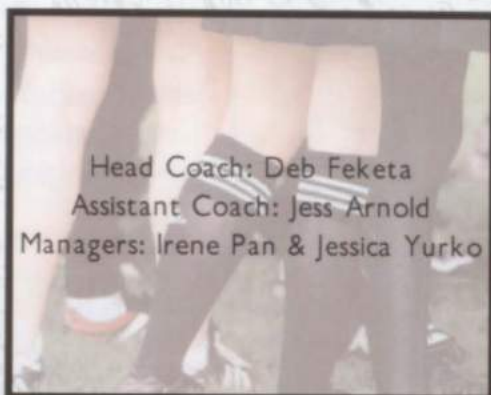 Head Coach: Deb Feketa
Assistant Coach: Jess Arnold
Managers: Irene Pan & Jessica Yurko